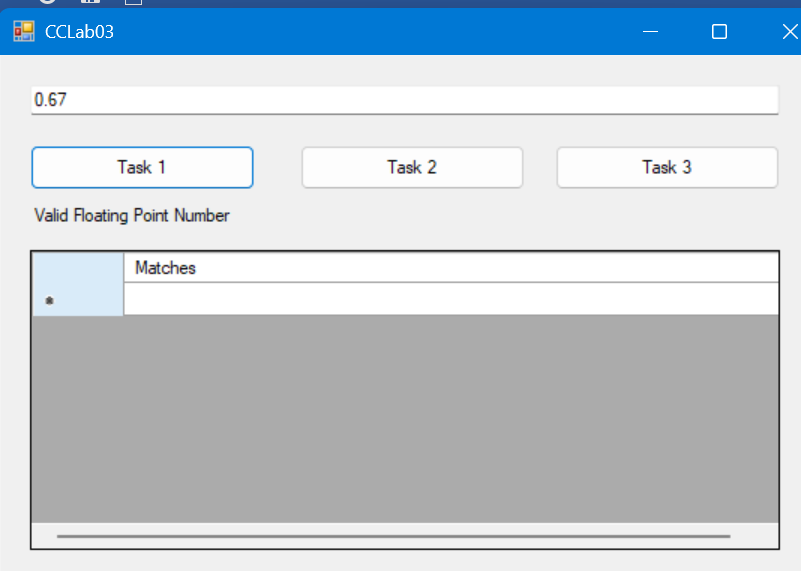 CCLab03
0.67
Task 1 Task 2 Task 3
Valid Floating Point Number
Matches
*